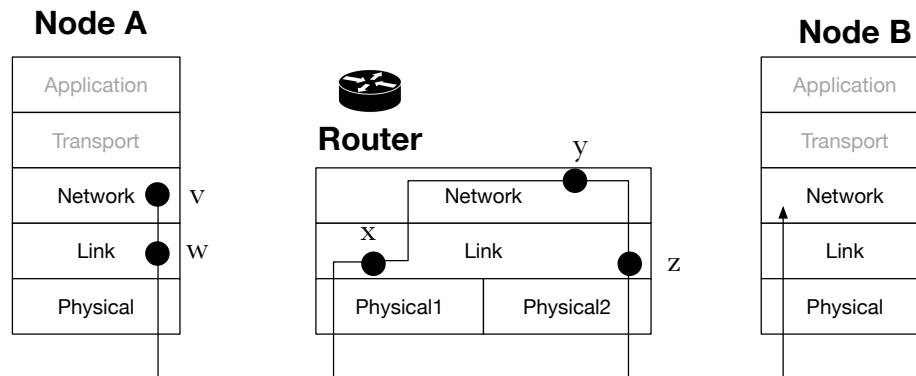 Node A
Application
Transport
Network
v
Link
w
Physical
Router
y
Network
x
Link
z
Physical1
Physical2
Node B
Application
Transport
Network
Link
Physical